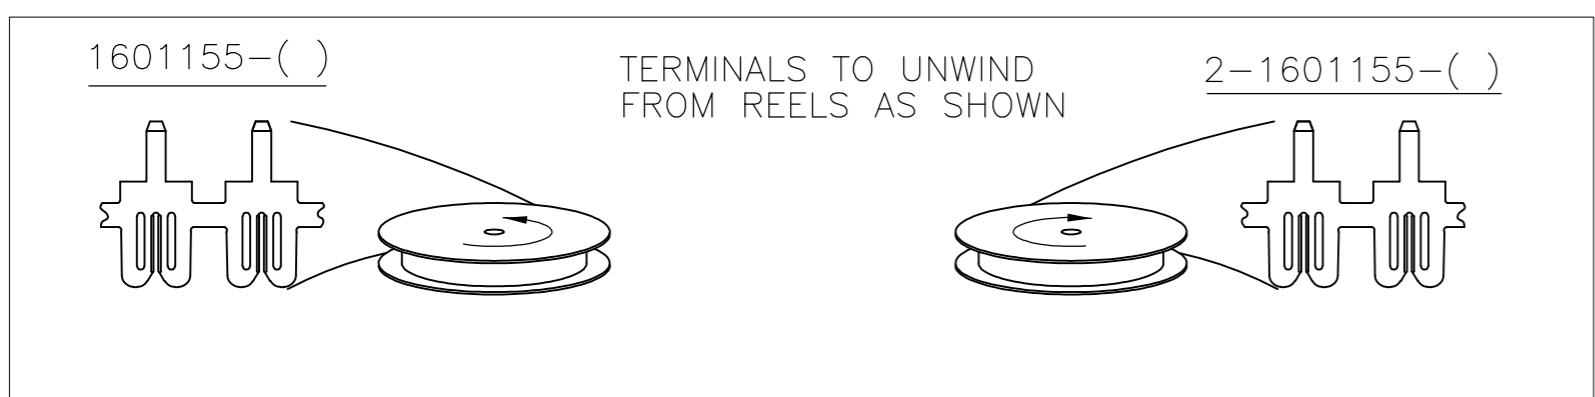 1601155-( )
TERMINALS TO UNWIND
FROM REELS AS SHOWN
2-1601155-( )